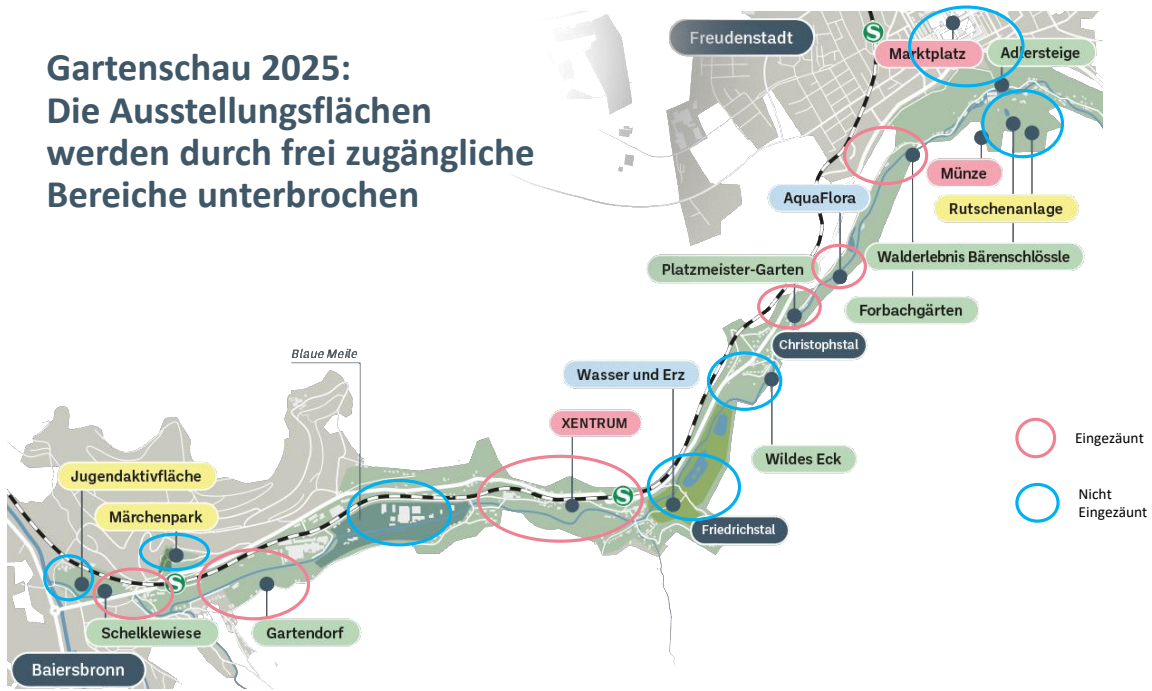 Gartenschau 2025:
Die Ausstellungsflächen
werden durch frei zugängliche
Bereiche unterbrochen
Freudenstadt
S
Marktplatz
Adlersteige
Münze
AquaFlora
Rutschenanlage
Walderlebnis Bärenschlössle
Platzmeister-Garten
Forbachgärten
Christophstal
Blaue Meile
Wasser und Erz
XENTRUM
Wildes Eck
Eingezäunt
Jugendaktivfläche
S
Nicht
Eingezäunt
Märchenpark
Friedrichstal
S
Schelklewiese
Gartendorf
Baiersbronn